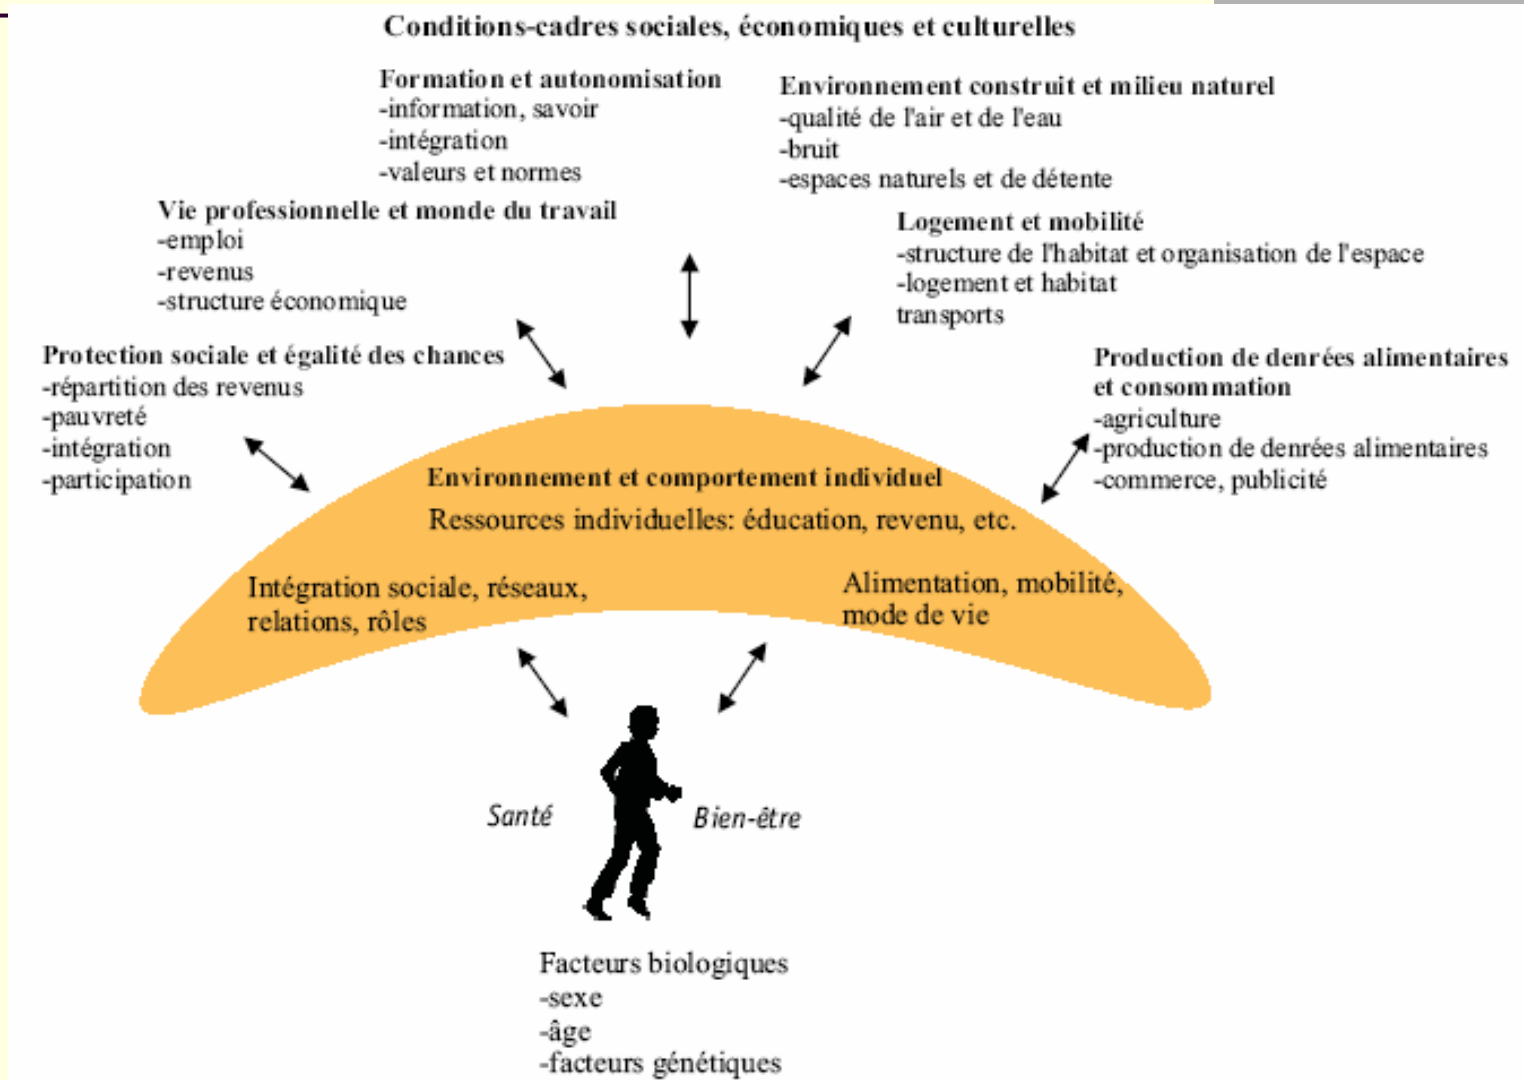 Conditions-cadres sociales, économiques et culturelles
Formation et autonomisation
-information, savoir
-intégration
-valeurs et normes
Environnement construit et milieu naturel
-qualité de l'air et de l'eau
-bruit
-espaces naturels et de détente
Vie professionnelle et monde du travail
-emploi
-revenus
-structure économique
Logement et mobilité
-structure de l'habitat et organisation de l'espace
-logement et habitat
transports
Protection sociale et égalité des chances
-répartition des revenus
-pauvreté
-intégration
-participation
Production de denrées alimentaires
et consommation
-agriculture
-production de denrées alimentaires
-commerce, publicité
Environnement et comportement individuel
Ressources individuelles: éducation, revenu, etc.
Intégration sociale, réseaux,
relations, rôles
Alimentation, mobilité,
mode de vie
Santé
Bien-être
Facteurs biologiques
-sexe
-âge
-facteurs génétiques